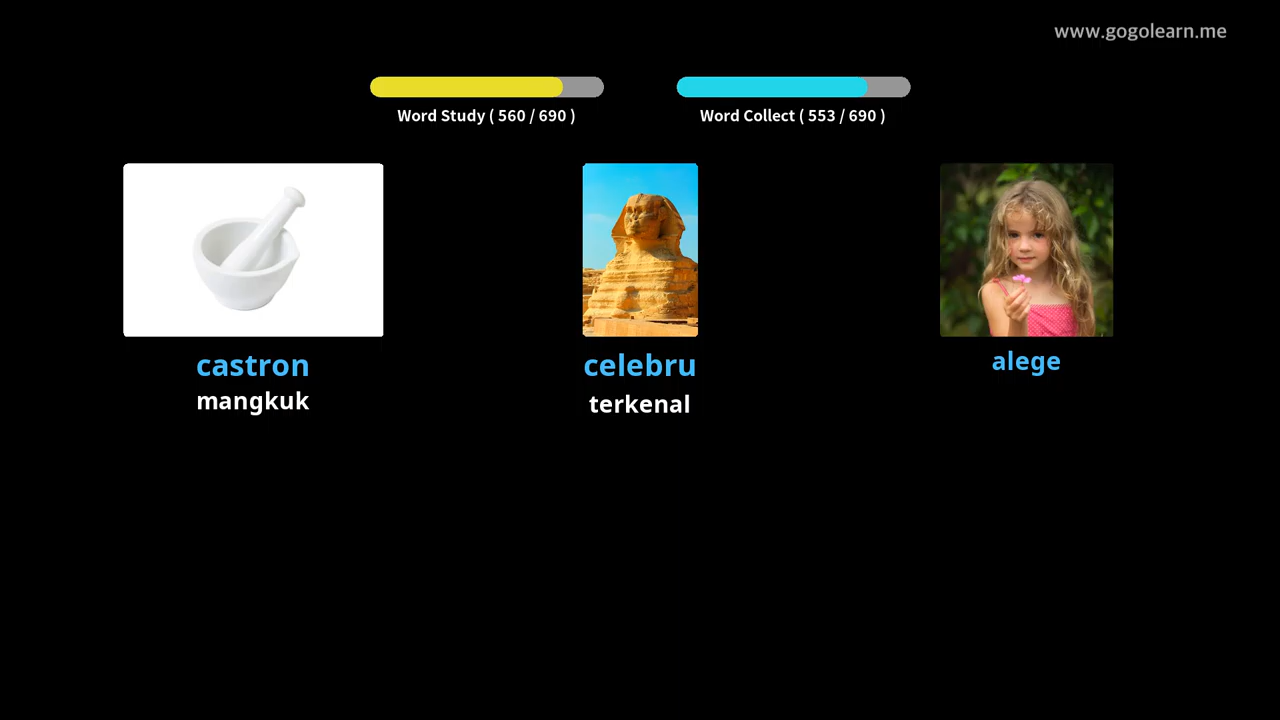 www.gogolearn.me
Word Study ( 560 / 690 )
Word Collect ( 553 / 690 )
castron
mangkuk
celebru
terkenal
alege